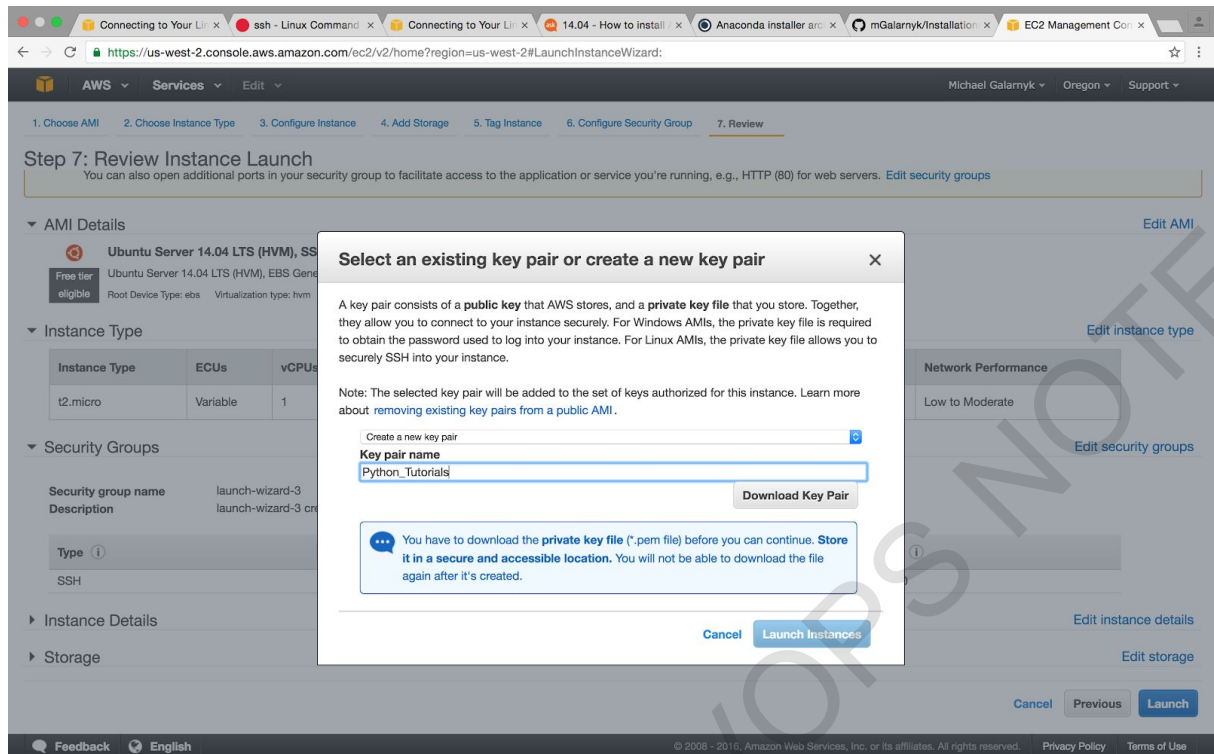 Connecting to Your Lin
ssh - Linux Command
Connecting to Your Lin
14.04 - How to install
Anaconda installer arc
mGalarnyk/Installation
EC2 Management Con
https://us-west-2.console.aws.amazon.com/ec2/v2/home?region=us-west-2#LaunchInstanceWizard:
AWS Services Edit Michael Galarnyk Oregon Support
1. Choose AMI 2. Choose Instance Type 3. Configure Instance 4. Add Storage 5. Tag Instance 6. Configure Security Group 7. Review
Step 7: Review Instance Launch
You can also open additional ports in your security group to facilitate access to the application or service you're running, e.g., HTTP (80) for web servers. Edit security groups
AMI Details Edit AMI
Ubuntu Server 14.04 LTS (HVM), SS
Free tier eligible
Ubuntu Server 14.04 LTS (HVM), EBS Gene
Root Device Type: ebs Virtualization type: hvm
Instance Type Edit instance type
Instance Type ECUs vCPUs Network Performance
t2.micro Variable 1 Low to Moderate
Security Groups Edit security groups
Security group name launch-wizard-3
Description launch-wizard-3 cre
Type
SSH
Instance Details Edit instance details
Storage Edit storage
Cancel Previous Launch
Select an existing key pair or create a new key pair
A key pair consists of a public key that AWS stores, and a private key file that you store. Together,
they allow you to connect to your instance securely. For Windows AMIs, the private key file is required
to obtain the password used to log into your instance. For Linux AMIs, the private key file allows you to
securely SSH into your instance.
Note: The selected key pair will be added to the set of keys authorized for this instance. Learn more
about removing existing key pairs from a public AMI.
Create a new key pair
Key pair name
Python_Tutorials
Download Key Pair
You have to download the private key file (*.pem file) before you can continue. Store
it in a secure and accessible location. You will not be able to download the file
again after it's created.
Cancel Launch Instances
Feedback English © 2008 - 2016, Amazon Web Services, Inc. or its affiliates. All rights reserved. Privacy Policy Terms of Use
OPS NOTE